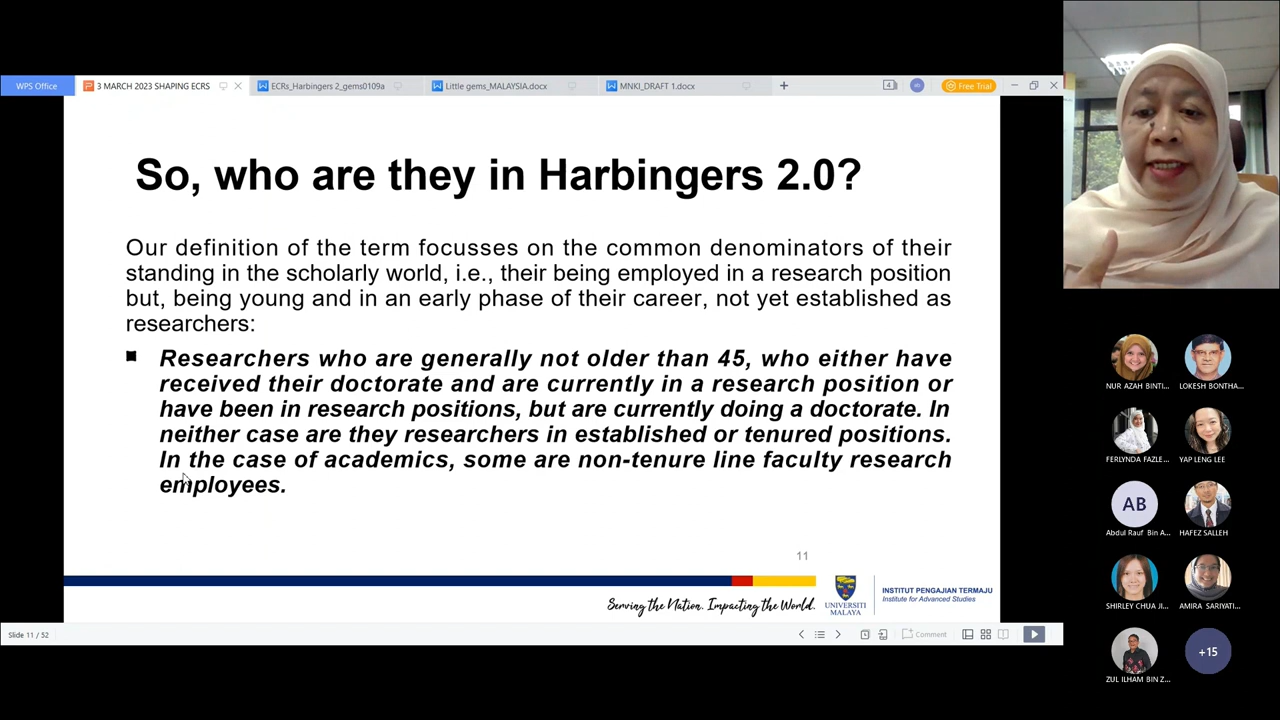 WPS Office
3 MARCH 2023 SHAPING ECRS
ECRs_Harbingers 2_gems0109a
Little gems_MALAYSIA.docx
MNKI_DRAFT 1.docx
4
AB
Free Trial
So, who are they in Harbingers 2.0?
Our definition of the term focusses on the common denominators of their
standing in the scholarly world, i.e., their being employed in a research position
but, being young and in an early phase of their career, not yet established as
researchers:
Researchers who are generally not older than 45, who either have
received their doctorate and are currently in a research position or
have been in research positions, but are currently doing a doctorate. In
neither case are they researchers in established or tenured positions.
In the case of academics, some are non-tenure line faculty research
employees.
11
Serving the Nation. Impacting the World.
UNIVERSITI
MALAYA
INSTITUT PENGAJIAN TERMAJU
Institute for Advanced Studies
Slide 11 / 52
Comment
NUR AZAH BINTI...
LOKESH BONTHA...
FERLYNDA FAZLE...
YAP LENG LEE
AB
Abdul Rauf Bin A...
HAFEZ SALLEH
SHIRLEY CHUA JI...
AMIRA SARIYATI...
ZUL ILHAM BIN Z...
+15